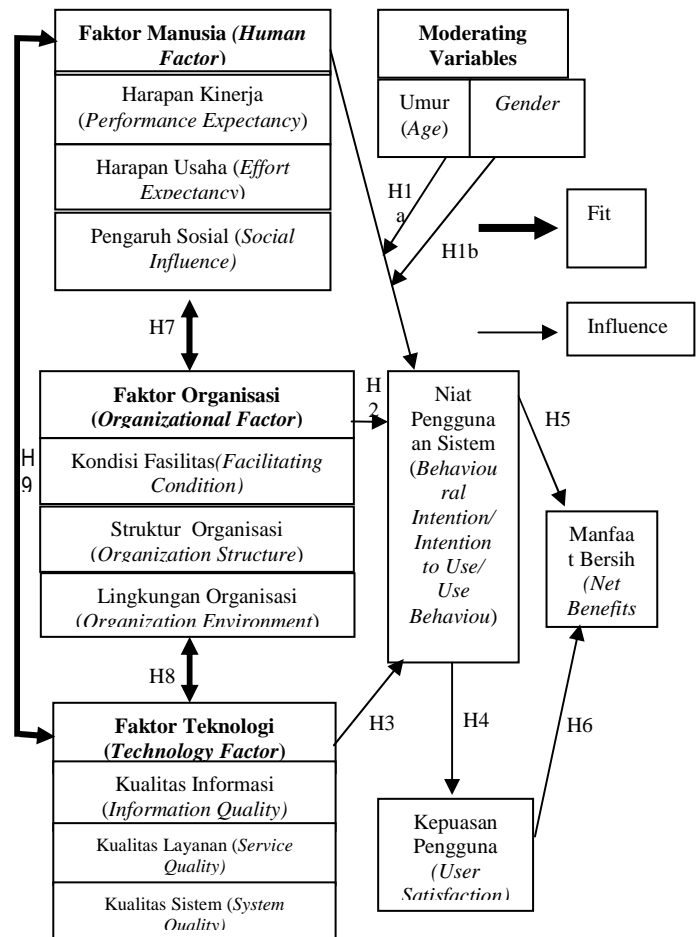 Faktor Manusia (Human
Factor)
Harapan Kinerja
(Performance Expectancy)
Harapan Usaha (Effort
Expectancy)
Pengaruh Sosial (Social
Influence)
Moderating
Variables
Umur
(Age)
Gender
H1
a
H1b
Fit
Influence
H7
Faktor Organisasi
(Organizational Factor)
Kondisi Fasilitas(Facilitating
Condition)
Struktur Organisasi
(Organization Structure)
Lingkungan Organisasi
(Organization Environment)
H
9
H
2
Niat
Pengguna
an Sistem
(Behaviou
ral
Intention/
Intention
to Use/
Use
Behaviou)
H5
Manfaa
t Bersih
(Net
Benefits
H8
H3
H4
H6
Faktor Teknologi
(Technology Factor)
Kualitas Informasi
(Information Quality)
Kualitas Layanan (Service
Quality)
Kualitas Sistem (System
Quality)
Kepuasan
Pengguna
(User
Satisfaction)